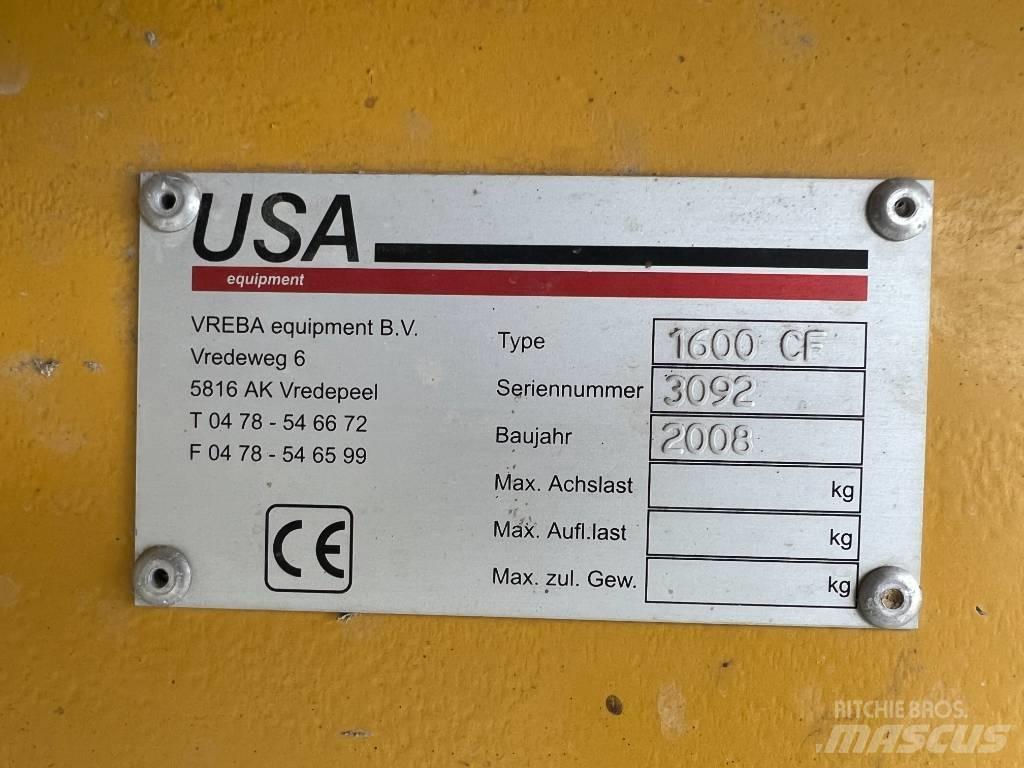 USA
equipment
VREBA equipment B.V.
Vredeweg 6
5816 AK Vredepeel
T 04 78 - 54 66 72
F 04 78 - 54 65 99
CE
Type 1600 CF
Seriennummer 3092
Baujahr 2008
Max. Achslast kg
Max. Aufl.last kg
Max. zul. Gew. kg
RITCHIE BROS.
MASCUS